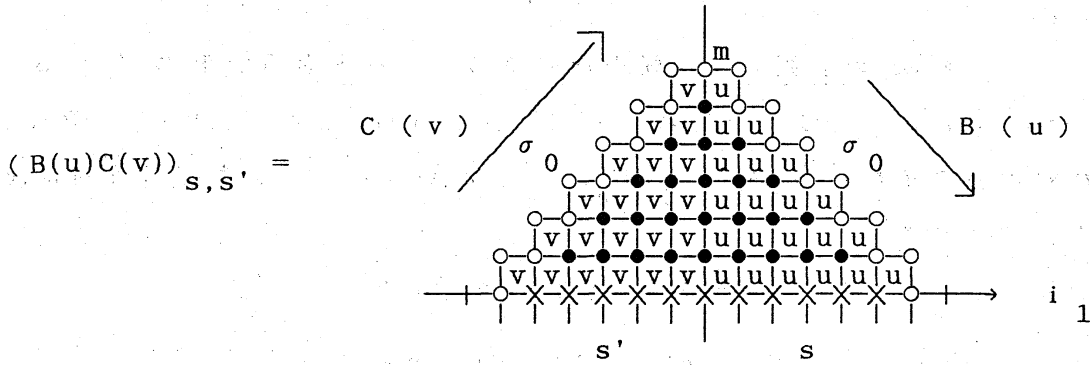 m
v u
C ( v )
v v u u
B ( u )
σ 0
v v v u u u
σ 0
(B(u)C(v)) s,s' =
v v v v u u u u
v v v v v u u u u u
v v v v v v u u u u u u
i 1
s' s